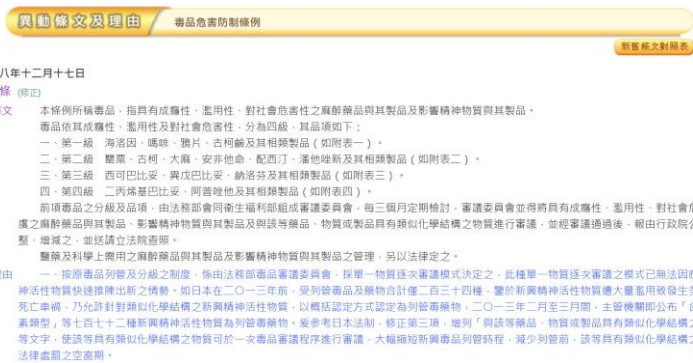 異動條文及理由
毒品危害防制條例
新舊條文對照表
八年十二月十七日
條 (修正)
條文 本條例所稱毒品，指具有成癮性、濫用性、對社會危害性之麻醉藥品與其製品及影響精神物質與其製品。
毒品依其成癮性、濫用性及對社會危害性，分為四級，其品項如下：
一、第一級 海洛因、嗎啡、鴉片、古柯鹼及其相類製品（如附表一）。
二、第二級 罌粟、古柯、大麻、安非他命、配西汀、潘他唑新及其相類製品（如附表二）。
三、第三級 西可巴比妥、異戊巴比妥、納洛芬及其相類製品（如附表三）。
四、第四級 二丙烯基巴比妥、阿普唑他及其相類製品（如附表四）。
前項毒品之分級及品項，由法務部會同衛生福利部組成審議委員會，每三個月定期檢討，審議委員會並得將具有成癮性、濫用性、對社會危
虞之麻醉藥品與其製品、影響精神物質與其製品及與該等藥品、物質或製品具有類似化學結構之物質進行審議，並經審議通過後，報由行政院公
整、增減之，並送請立法院查照。
醫藥及科學上需用之麻醉藥品與其製品及影響精神物質與其製品之管理，另以法律定之。
理由 一、按原毒品列管及分級之制度，係由法務部毒品審議委員會，採單一物質逐次審議模式決定之，此種單一物質逐次審議之模式已無法因應
神活性物質快速推陳出新之情勢。如日本在二〇一三年前，受列管毒品及藥物合計僅二百三十四種，鑒於新興精神活性物質遭大量濫用致發生多
死亡車禍，乃允許針對類似化學結構之新興精神活性物質，以概括認定方式認定為列管毒藥物，二〇一三年二月至三月間，主管機關即公布「合
素類型」等七百七十二種新興精神活性物質為列管毒藥物。爰參考日本法制，修正第三項，增列「與該等藥品、物質或製品具有類似化學結構之
等文字，使該等具有類似化學結構之物質可於一次毒品審議程序進行審議，大幅縮短新興毒品列管時程，減少列管前，該等具有類似化學結構之
法律處罰之空窗期。